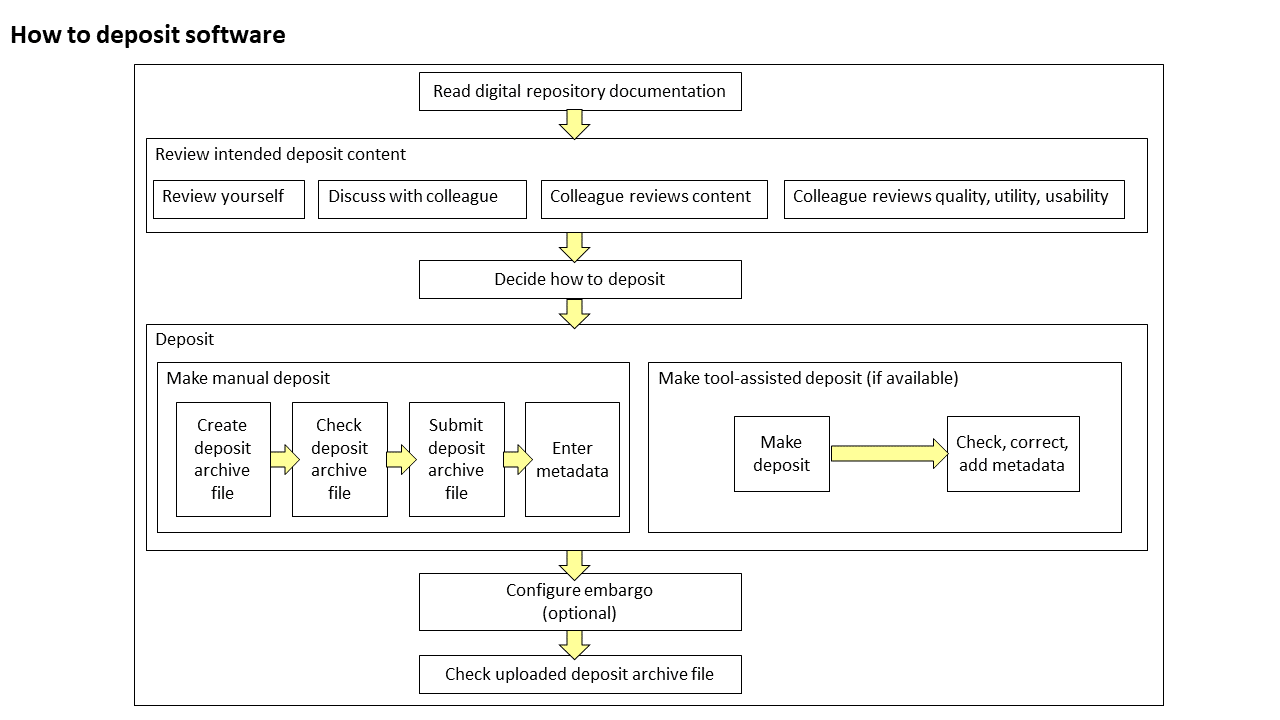 How to deposit software
Read digital repository documentation
Review intended deposit content
Review yourself
Discuss with colleague
Colleague reviews content
Colleague reviews quality, utility, usability
Decide how to deposit
Deposit
Make manual deposit
Create
deposit
archive
file
Check
deposit
archive
file
Submit
deposit
archive
file
Enter
metadata
Make tool-assisted deposit (if available)
Make
deposit
Check, correct,
add metadata
Configure embargo
(optional)
Check uploaded deposit archive file